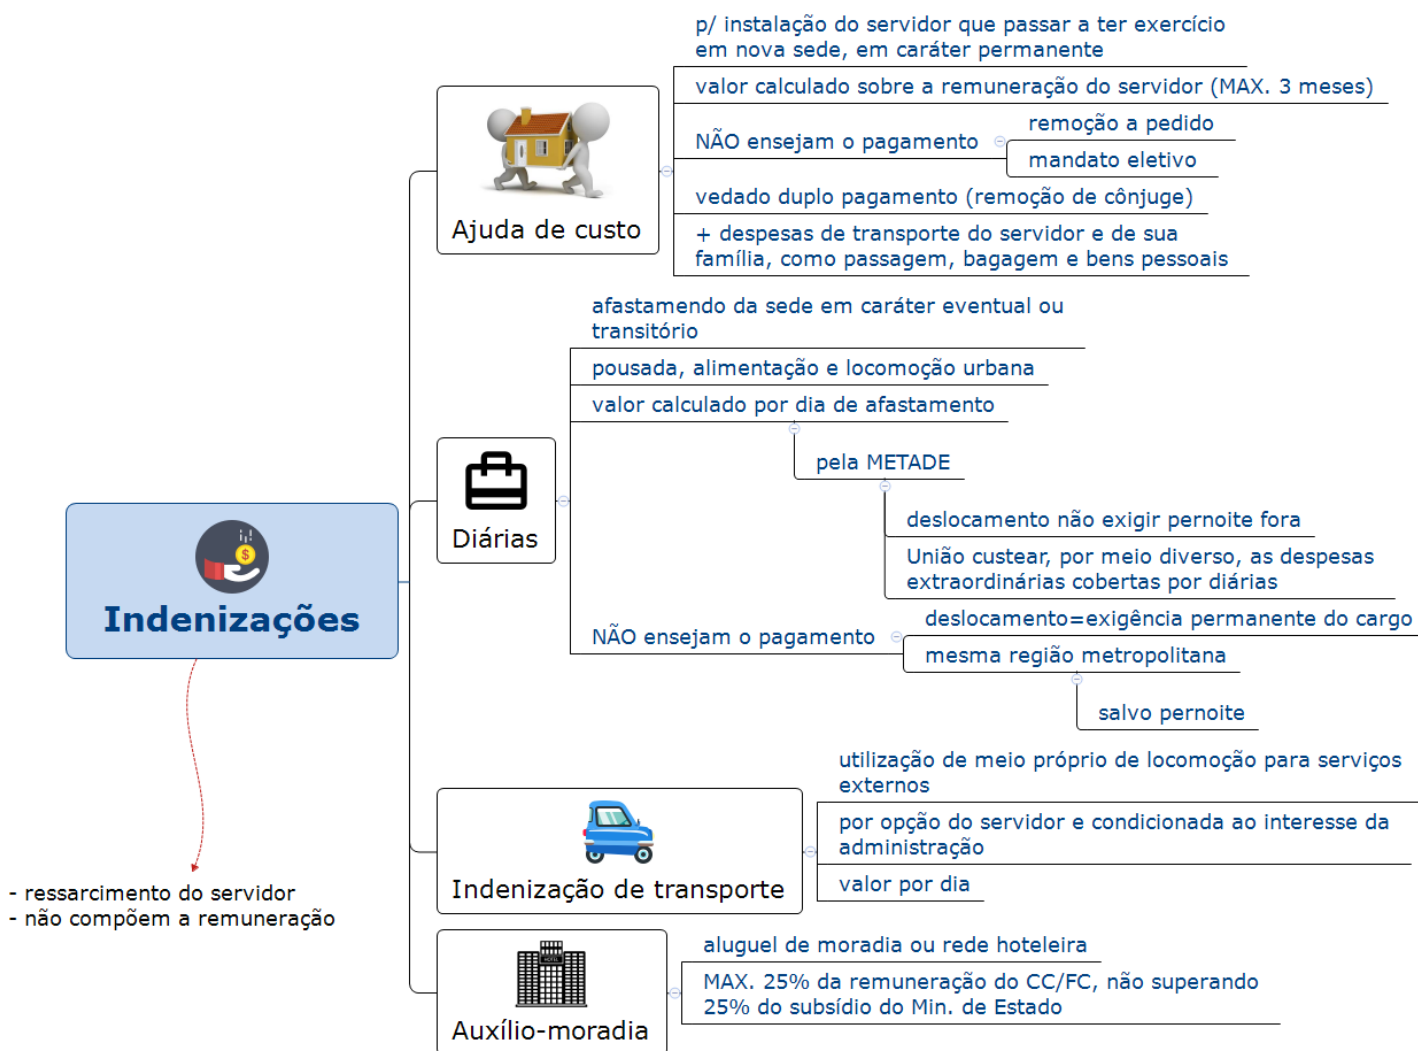 p/ instalação do servidor que passar a ter exercício
em nova sede, em caráter permanente
valor calculado sobre a remuneração do servidor (MAX. 3 meses)
NÃO ensejam o pagamento
remoção a pedido
mandato eletivo
vedado duplo pagamento (remoção de cônjuge)
+ despesas de transporte do servidor e de sua
família, como passagem, bagagem e bens pessoais
Ajuda de custo
afastamendo da sede em caráter eventual ou
transitório
pousada, alimentação e locomoção urbana
valor calculado por dia de afastamento
pela METADE
deslocamento não exigir pernoite fora
União custear, por meio diverso, as despesas
extraordinárias cobertas por diárias
NÃO ensejam o pagamento
deslocamento=exigência permanente do cargo
mesma região metropolitana
salvo pernoite
Diárias
$
Indenizações
utilização de meio próprio de locomoção para serviços
externos
por opção do servidor e condicionada ao interesse da
administração
valor por dia
Indenização de transporte
- ressarcimento do servidor
- não compõem a remuneração
HOTEL
aluguel de moradia ou rede hoteleira
MAX. 25% da remuneração do CC/FC, não superando
25% do subsídio do Min. de Estado
Auxílio-moradia